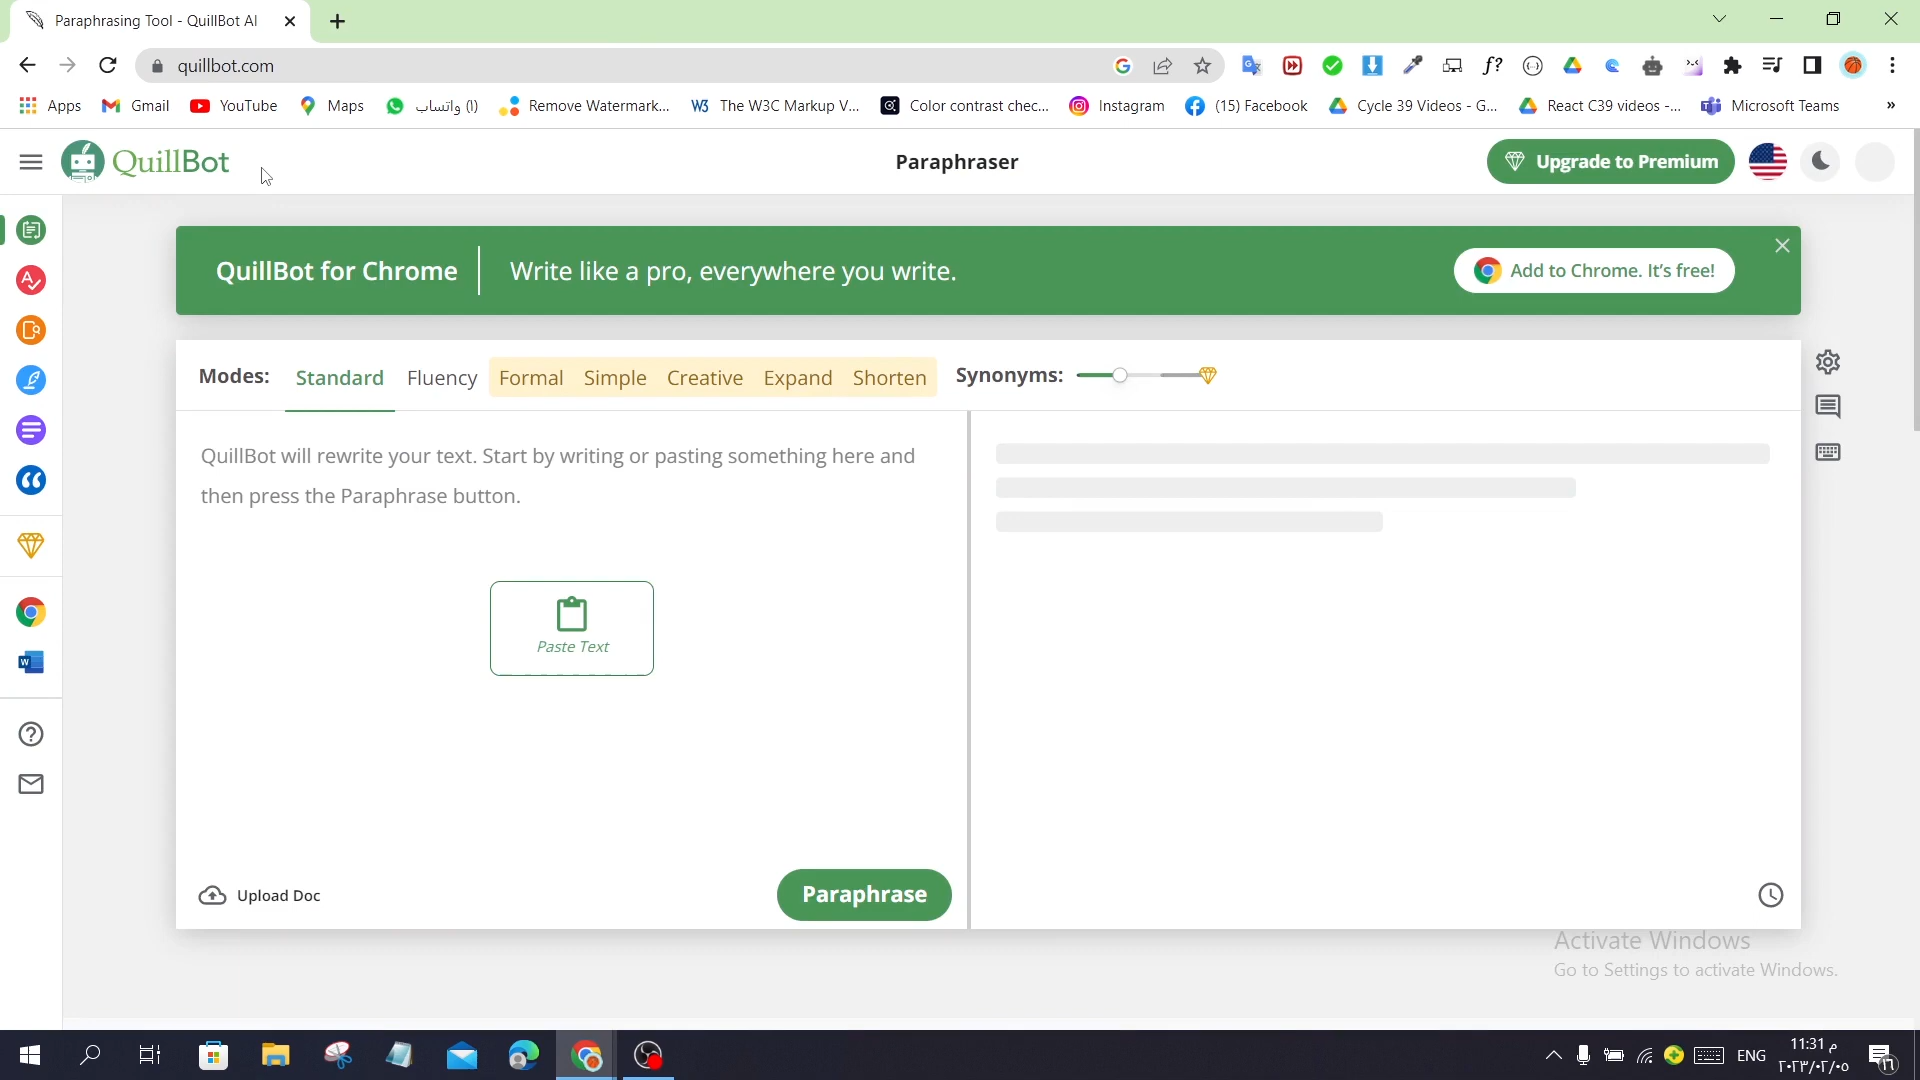 Paraphrasing Tool - QuillBot AI
quillbot.com
Apps
Gmail
YouTube
Maps
(1) واتساب
Remove Watermark...
The W3C Markup V...
Color contrast chec...
Instagram
(15) Facebook
Cycle 39 Videos - G...
React C39 videos -...
Microsoft Teams
»
QuillBot
Paraphraser
Upgrade to Premium
QuillBot for Chrome
Write like a pro, everywhere you write.
Add to Chrome. It's free!
Modes:
Standard
Fluency
Formal
Simple
Creative
Expand
Shorten
Synonyms:
QuillBot will rewrite your text. Start by writing or pasting something here and
then press the Paraphrase button.
Paste Text
Upload Doc
Paraphrase
Activate Windows
Go to Settings to activate Windows.
ENG
11:31 م
٢٠٢٣/٠٢/٠٥